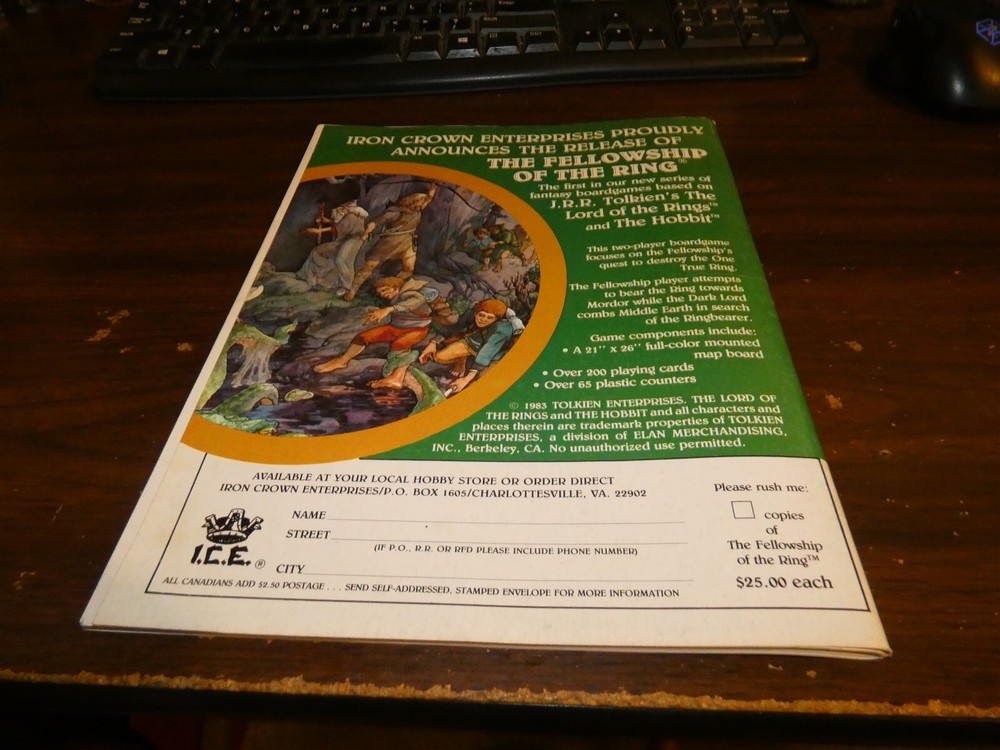 IRON CROWN ENTERPRISES PROUDLY
ANNOUNCES THE RELEASE OF
THE FELLOWSHIP
OF THE RING®
The first in our new series of
fantasy boardgames based on
J.R.R. Tolkien's The
Lord of the Rings™
and The Hobbit™
This two-player boardgame
focuses on the Fellowship's
quest to destroy the One
True Ring.
The Fellowship player attempts
to bear the Ring towards
Mordor while the Dark Lord
combs Middle Earth in search
of the Ringbearer.
Game components include:
• A 21" x 26" full-color mounted
map board
• Over 200 playing cards
• Over 65 plastic counters
© 1983 TOLKIEN ENTERPRISES. THE LORD OF
THE RINGS and THE HOBBIT and all characters and
places therein are trademark properties of TOLKIEN
ENTERPRISES, a division of ELAN MERCHANDISING,
INC., Berkeley, CA. No unauthorized use permitted.
AVAILABLE AT YOUR LOCAL HOBBY STORE OR ORDER DIRECT
IRON CROWN ENTERPRISES/P.O. BOX 1605/CHARLOTTESVILLE, VA. 22902
NAME
STREET
(IF P.O., R.R. OR RFD PLEASE INCLUDE PHONE NUMBER)
CITY
I.C.E.®
ALL CANADIANS ADD $2.50 POSTAGE . . . SEND SELF-ADDRESSED, STAMPED ENVELOPE FOR MORE INFORMATION
Please rush me:
copies
of
The Fellowship
of the Ring™
$25.00 each